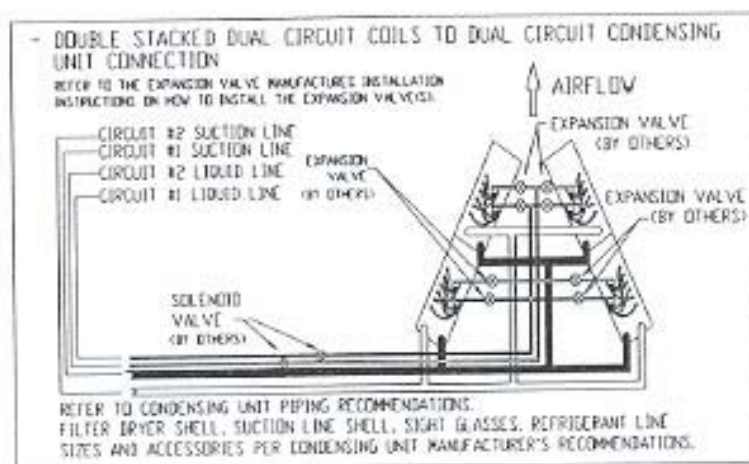 - DOUBLE STACKED DUAL CIRCUIT COILS TO DUAL CIRCUIT CONDENSING
UNIT CONNECTION
REFER TO THE EXPANSION VALVE MANUFACTURES INSTALLATION
INSTRUCTIONS ON HOW TO INSTALL THE EXPANSION VALVE(S).
AIRFLOW
CIRCUIT #2 SUCTION LINE
CIRCUIT #1 SUCTION LINE
CIRCUIT #2 LIQUID LINE
CIRCUIT #1 LIQUID LINE
EXPANSION
VALVE
(BY OTHERS)
EXPANSION VALVE
(BY OTHERS)
EXPANSION VALVE
(BY OTHERS)
SOLENOID
VALVE
(BY OTHERS)
REFER TO CONDENSING UNIT PIPING RECOMMENDATIONS.
FILTER DRYER SHELL, SUCTION LINE SHELL, SIGHT GLASSES, REFRIGERANT LINE
SIZES AND ACCESSORIES PER CONDENSING UNIT MANUFACTURER'S RECOMMENDATIONS.